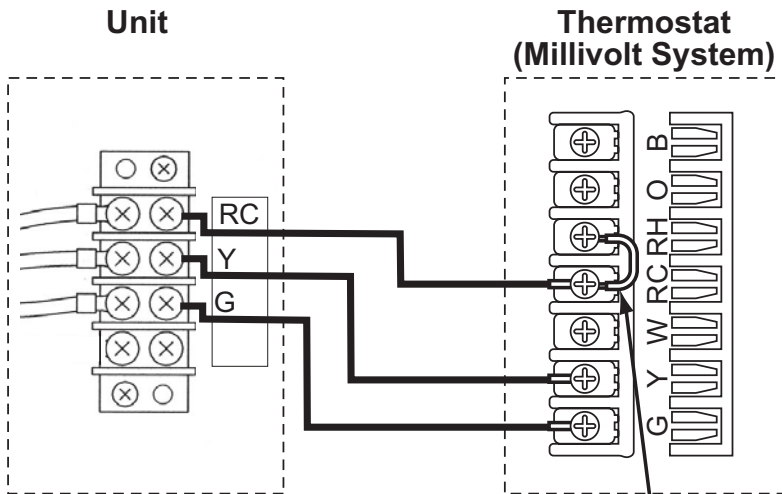 Unit
Thermostat
(Millivolt System)
RC
Y
G
B
O
RH
RC
W
Y
G